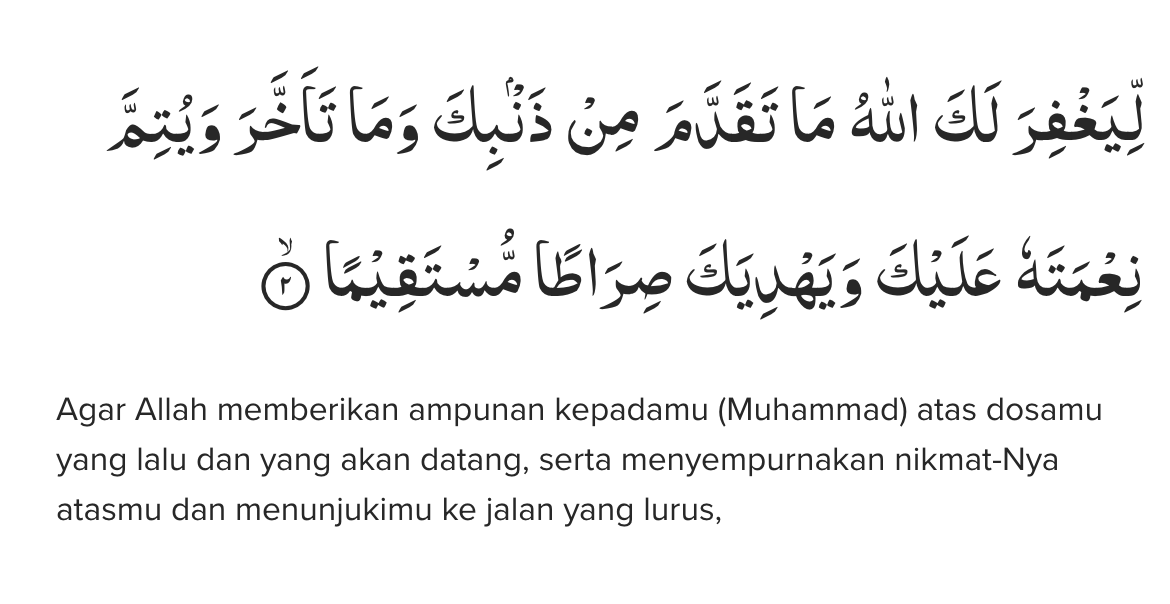 لِّيَغْفِرَ لَكَ اللّٰهُ مَا تَقَدَّمَ مِنْ ذَنْۢبِكَ وَمَا تَاَخَّرَ وَيُتِمَّ
نِعْمَتَهٗ عَلَيْكَ وَيَهْدِيَكَ صِرَاطًا مُّسْتَقِيْمًاۙ ٢
Agar Allah memberikan ampunan kepadamu (Muhammad) atas dosamu
yang lalu dan yang akan datang, serta menyempurnakan nikmat-Nya
atasmu dan menunjukimu ke jalan yang lurus,